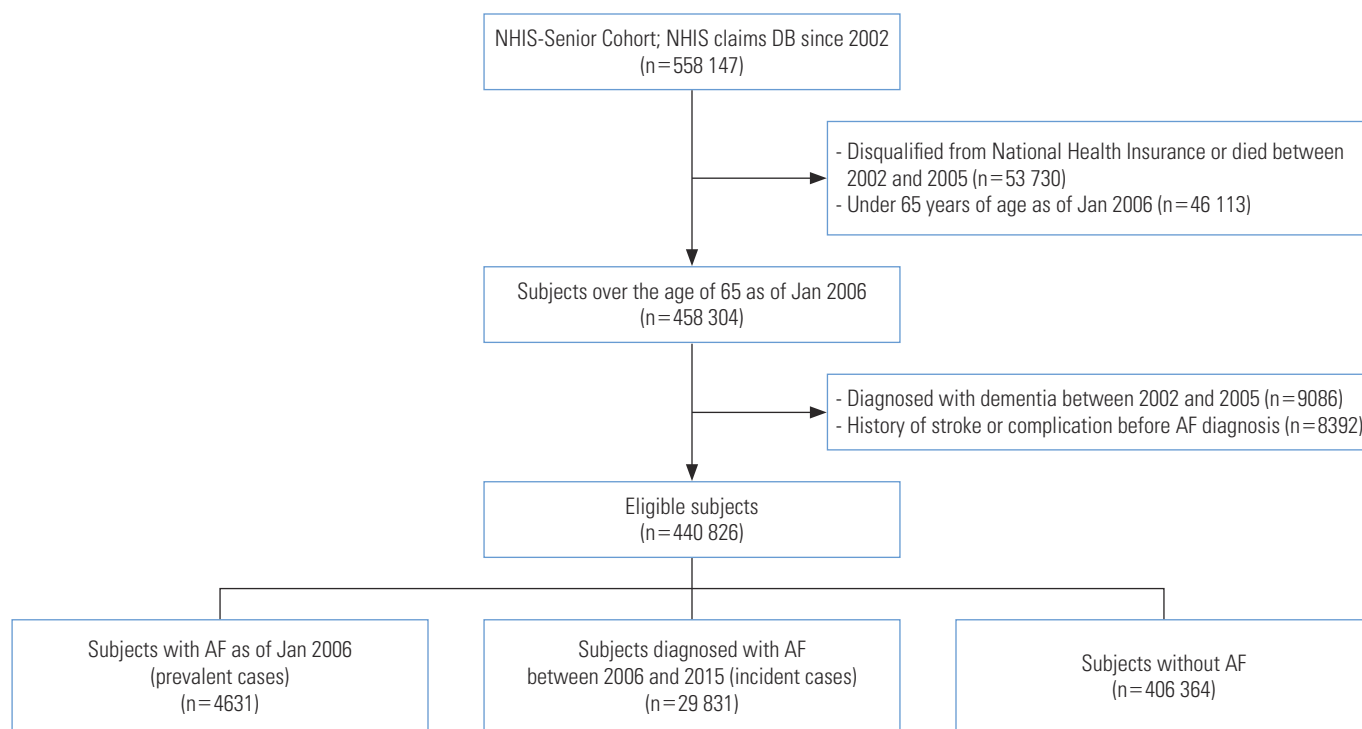 NHIS-Senior Cohort; NHIS claims DB since 2002
(n=558 147)
- Disqualified from National Health Insurance or died between
2002 and 2005 (n=53 730)
- Under 65 years of age as of Jan 2006 (n=46 113)
Subjects over the age of 65 as of Jan 2006
(n=458 304)
- Diagnosed with dementia between 2002 and 2005 (n=9086)
- History of stroke or complication before AF diagnosis (n=8392)
Eligible subjects
(n=440 826)
Subjects with AF as of Jan 2006
(prevalent cases)
(n=4631)
Subjects diagnosed with AF
between 2006 and 2015 (incident cases)
(n=29 831)
Subjects without AF
(n=406 364)